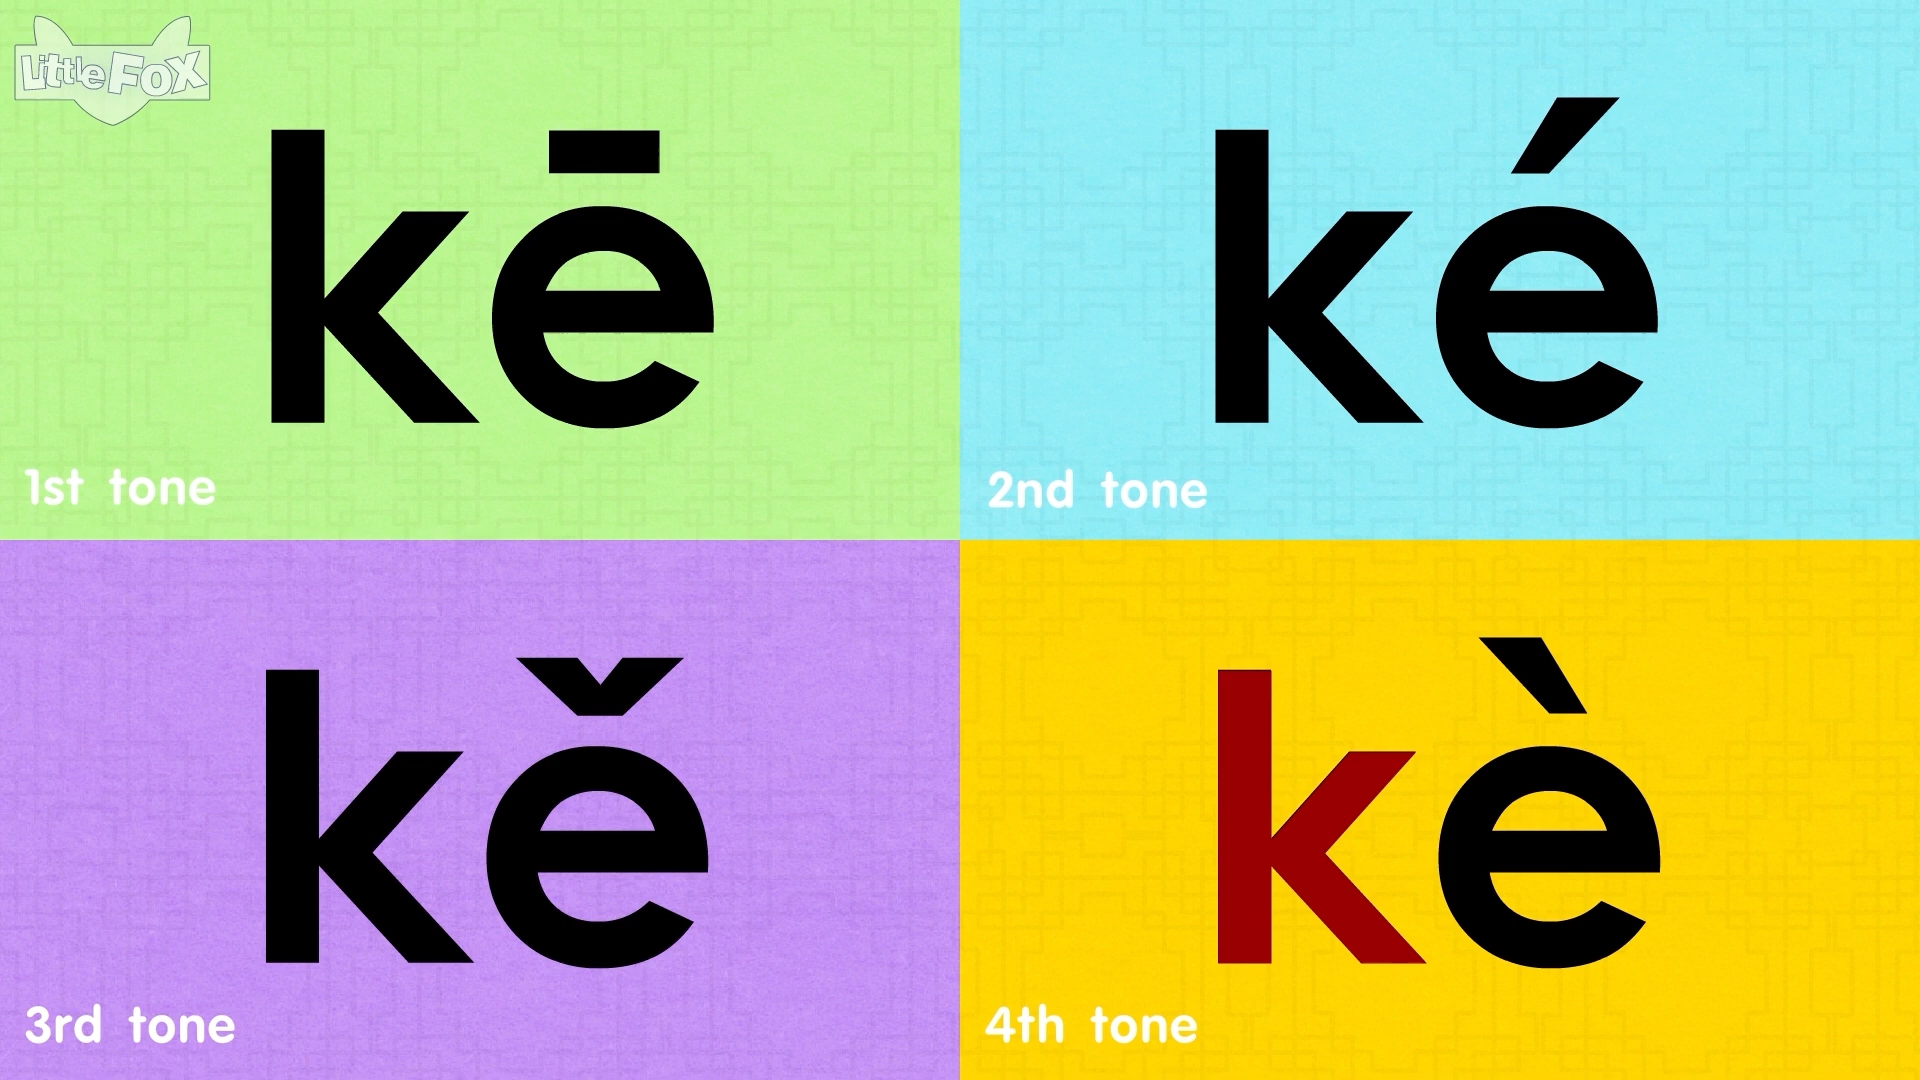 Little Fox
kē
1st tone
ké
2nd tone
kě
3rd tone
kè
4th tone